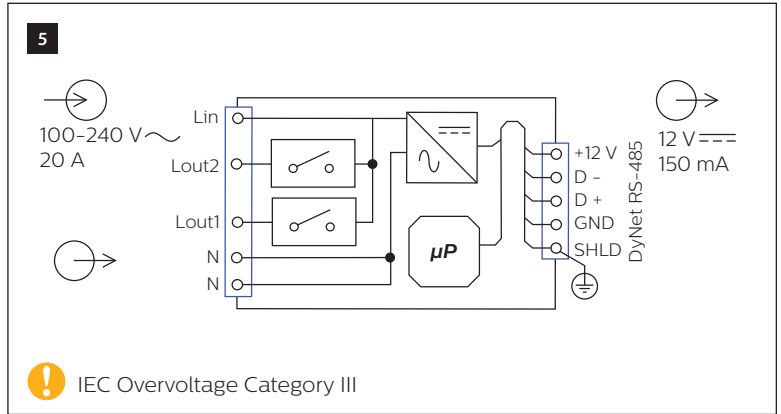 5
100-240 V
20 A
Lin
Lout2
Lout1
N
N
µP
+12 V
D -
D +
GND
SHLD
DyNet RS-485
12 V
150 mA
! IEC Overvoltage Category III